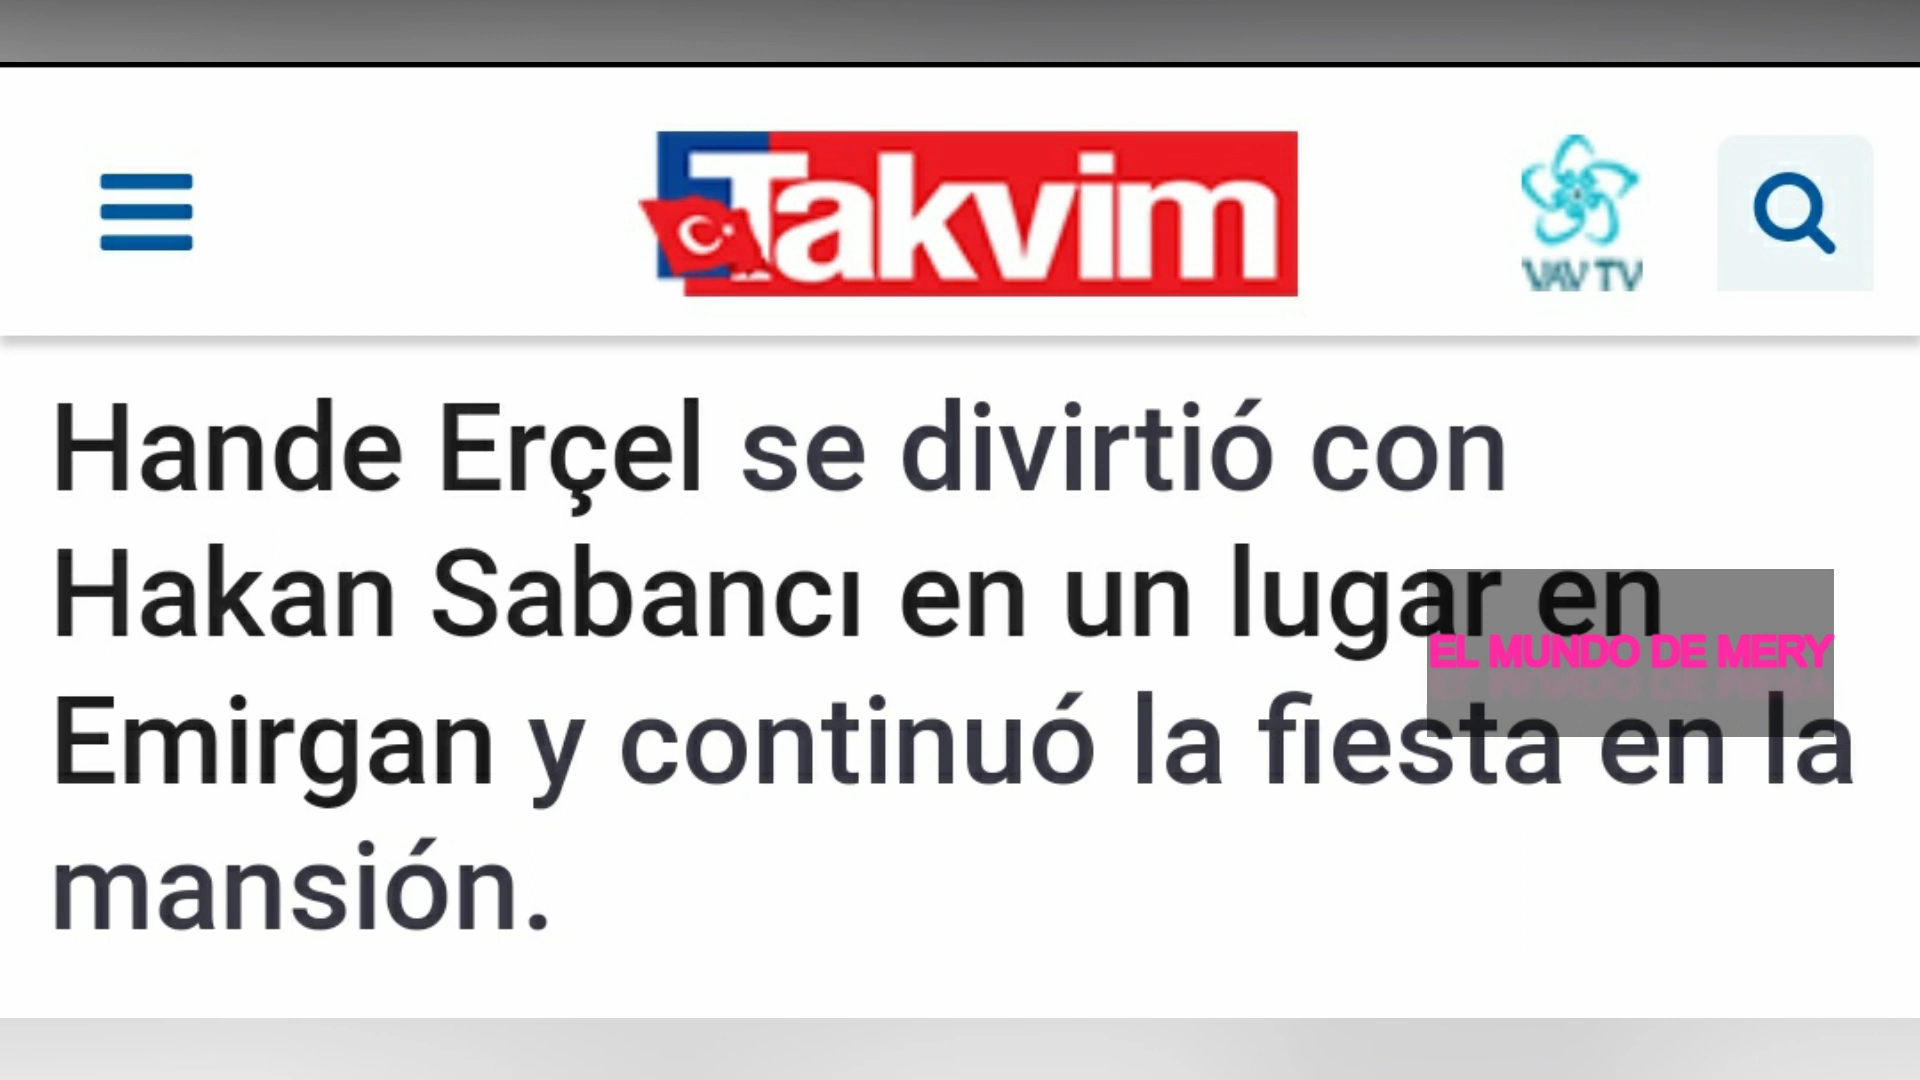 Takvim
VAV TV
Hande Erçel se divirtió con
Hakan Sabancı en un lugar en
EL MUNDO DE MERY
Emirgan y continuó la fiesta en la
mansión.